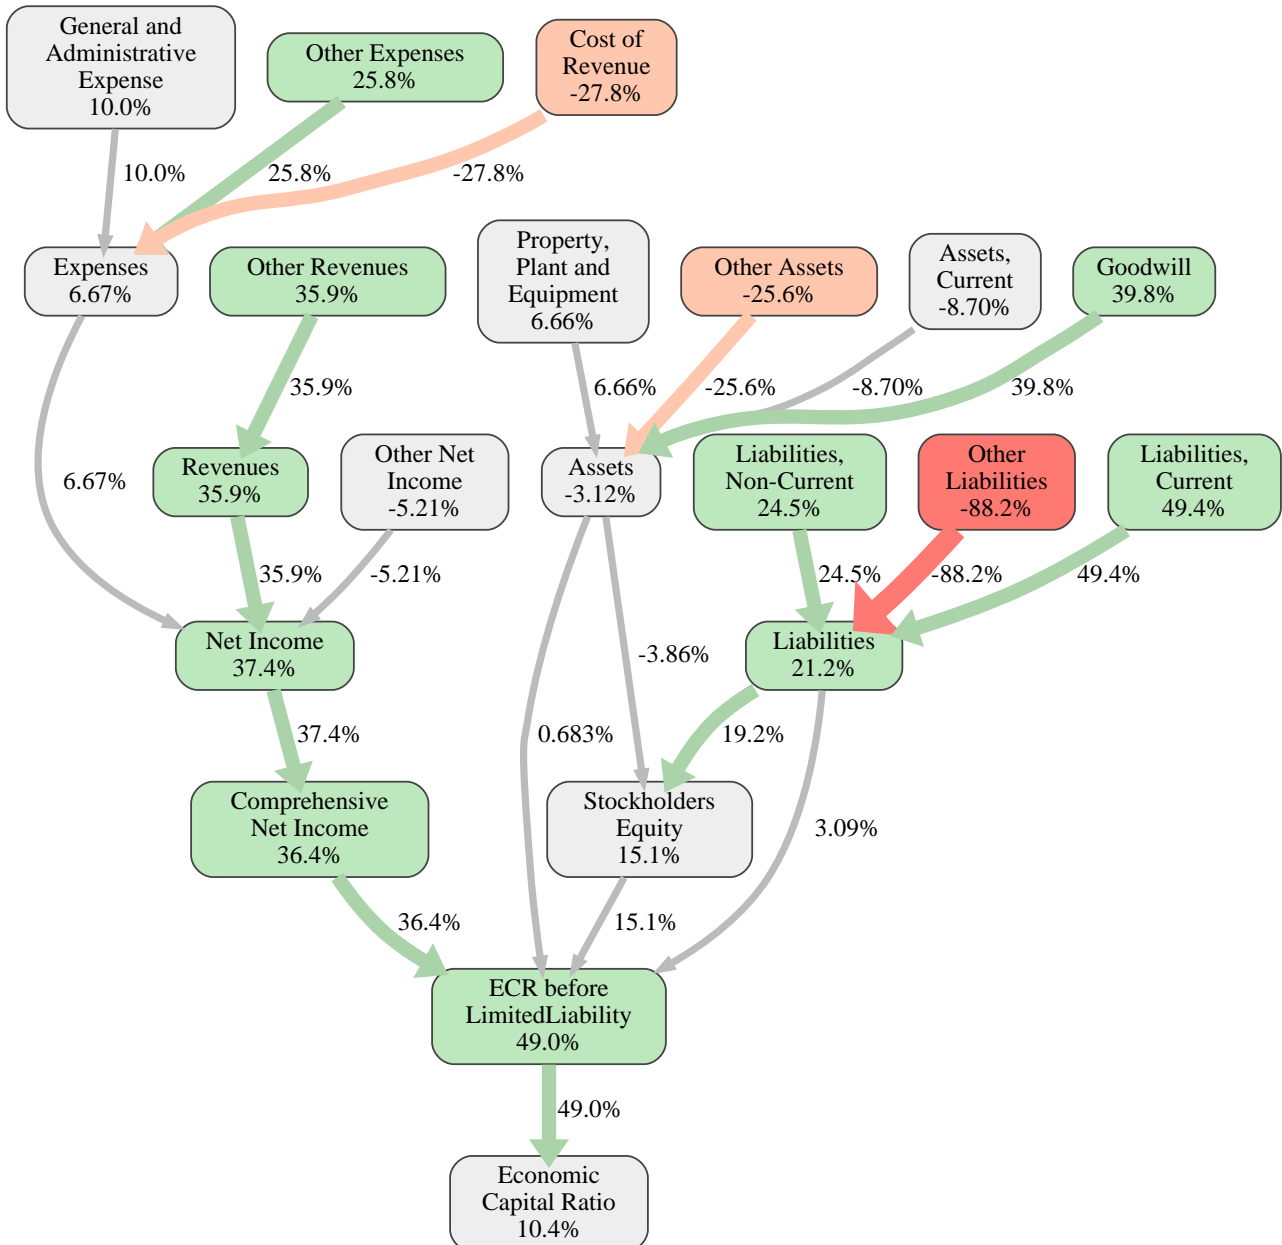 General and
Administrative
Expense
10.0%
Other Expenses
25.8%
Cost of
Revenue
-27.8%
10.0%
25.8%
-27.8%
Expenses
6.67%
Other Revenues
35.9%
Property,
Plant and
Equipment
6.66%
Other Assets
-25.6%
Assets,
Current
-8.70%
Goodwill
39.8%
35.9%
6.66%
-25.6%
-8.70%
39.8%
6.67%
Revenues
35.9%
Other Net
Income
-5.21%
Assets
-3.12%
Liabilities,
Non-Current
24.5%
Other
Liabilities
-88.2%
Liabilities,
Current
49.4%
35.9%
-5.21%
24.5%
-88.2%
49.4%
Net Income
37.4%
-3.86%
Liabilities
21.2%
37.4%
0.683%
19.2%
Comprehensive
Net Income
36.4%
Stockholders
Equity
15.1%
3.09%
36.4%
15.1%
ECR before
LimitedLiability
49.0%
49.0%
Economic
Capital Ratio
10.4%